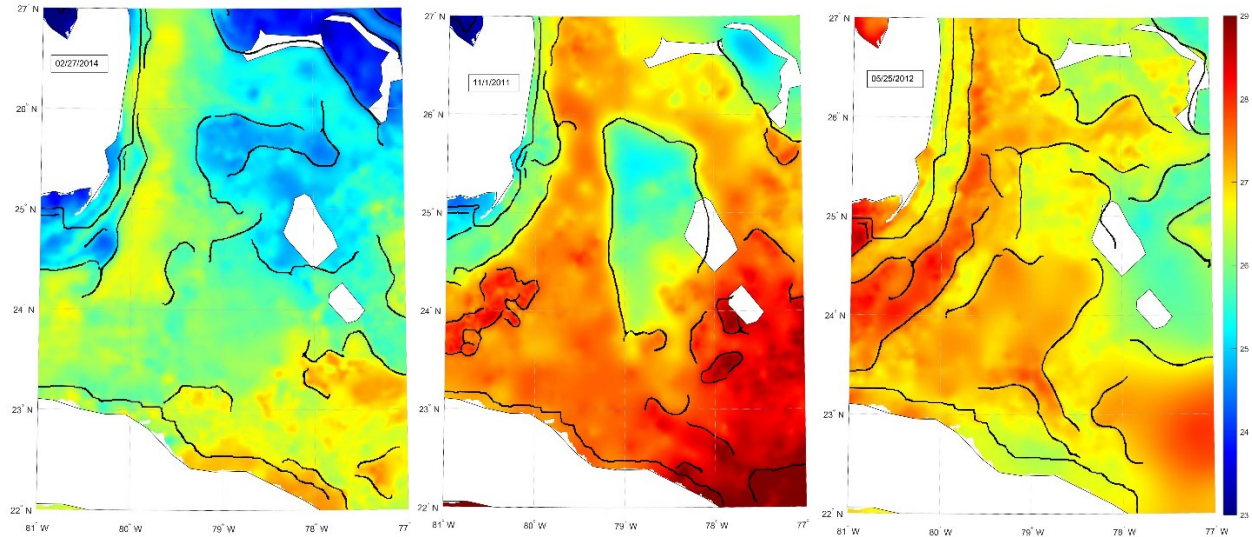 27° N
26° N
25° N
24° N
23° N
22° N
81° W
80° W
79° W
78° W
77° W
02/27/2014
27° N
26° N
25° N
24° N
23° N
22° N
81° W
80° W
79° W
78° W
77° W
11/1/2011
27° N
26° N
25° N
24° N
23° N
22° N
81° W
80° W
79° W
78° W
77° W
05/25/2012
29
28
27
26
25
24
23